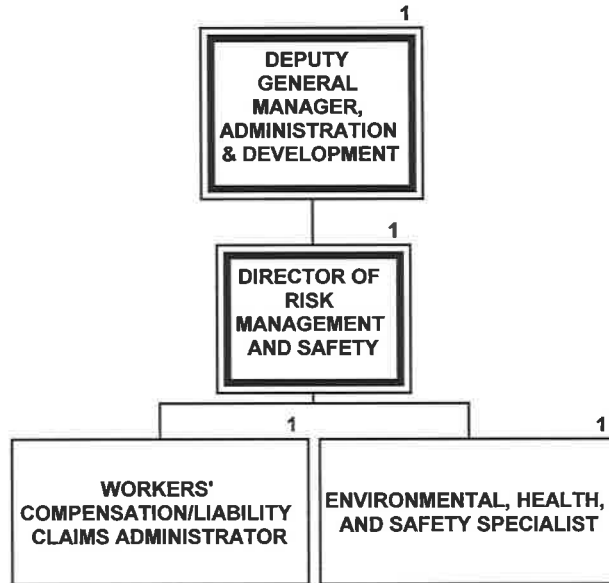 1
DEPUTY
GENERAL
MANAGER,
ADMINISTRATION
& DEVELOPMENT
1
DIRECTOR OF
RISK
MANAGEMENT
AND SAFETY
1
WORKERS'
COMPENSATION/LIABILITY
CLAIMS ADMINISTRATOR
1
ENVIRONMENTAL, HEALTH,
AND SAFETY SPECIALIST